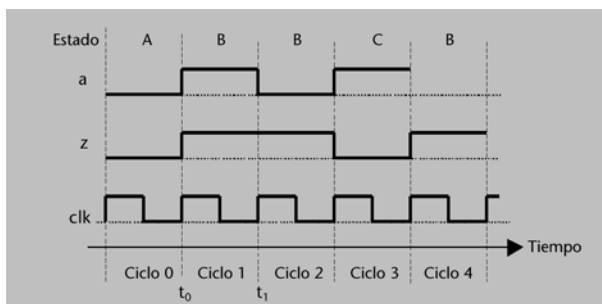 Estado A B B C B
a
z
clk
Tiempo
Ciclo 0 Ciclo 1 Ciclo 2 Ciclo 3 Ciclo 4
t0 t1